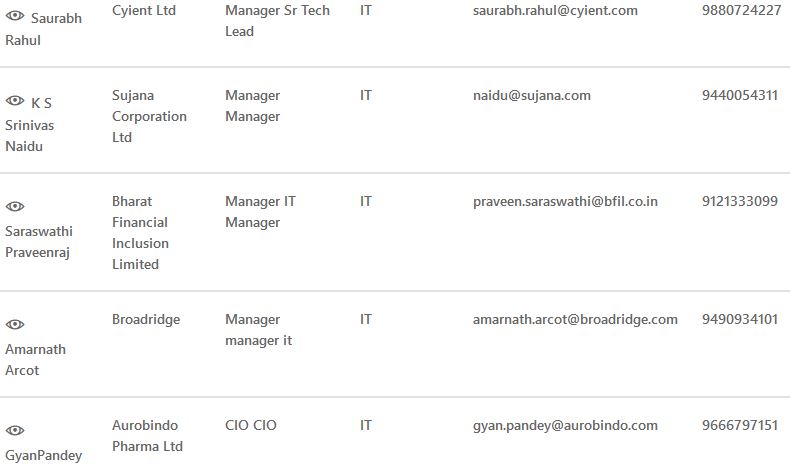 Saurabh Rahul Cyient Ltd Manager Sr Tech Lead IT saurabh.rahul@cyient.com 9880724227
K S Srinivas Naidu Sujana Corporation Ltd Manager Manager IT naidu@sujana.com 9440054311
Saraswathi Praveenraj Bharat Financial Inclusion Limited Manager IT Manager IT praveen.saraswathi@bfil.co.in 9121333099
Amarnath Arcot Broadridge Manager manager it IT amarnath.arcot@broadridge.com 9490934101
GyanPandey Aurobindo Pharma Ltd CIO CIO IT gyan.pandey@aurobindo.com 9666797151